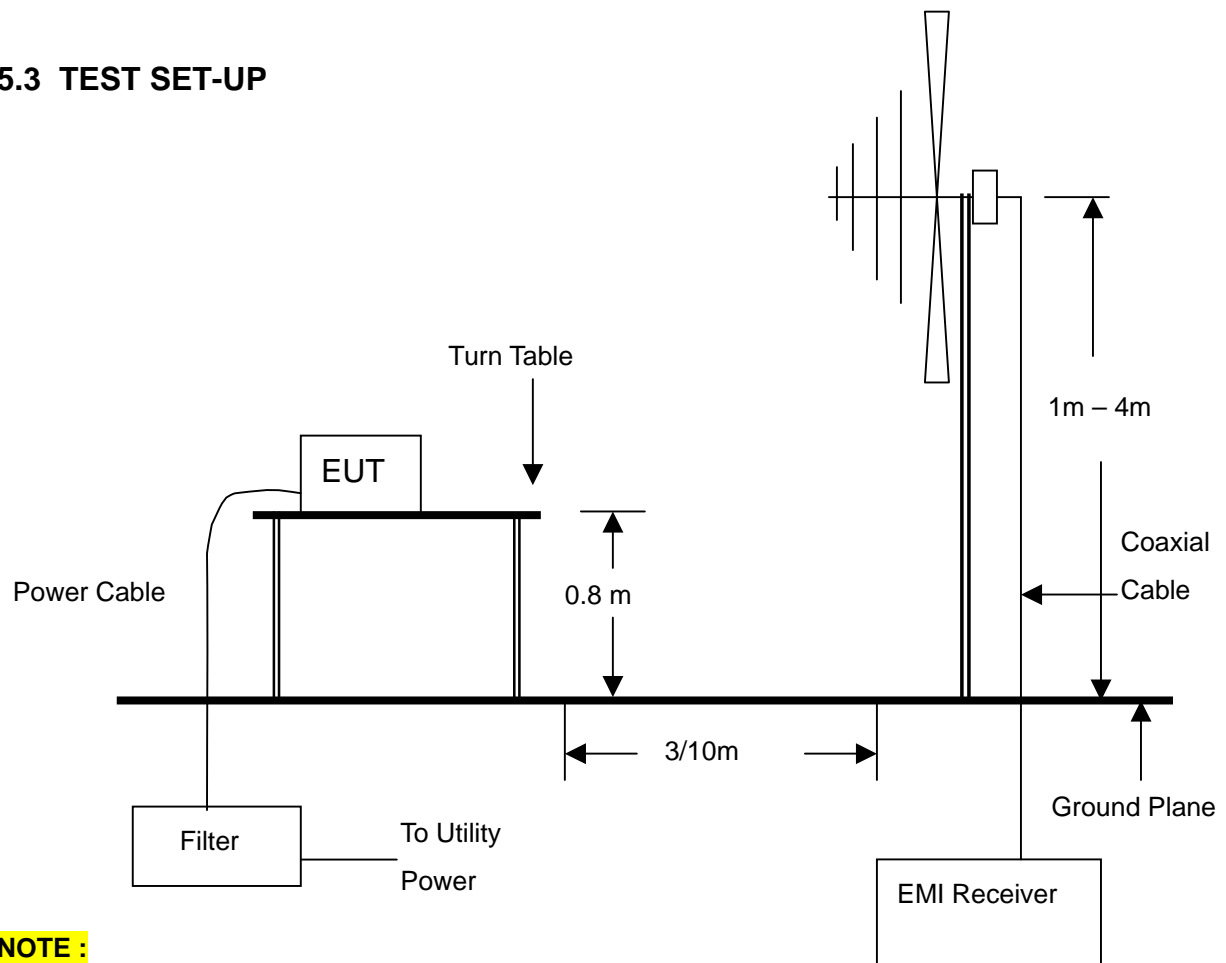 5.3 TEST SET-UP
Turn Table
1m – 4m
EUT
Coaxial
Cable
Power Cable
0.8 m
3/10m
Ground Plane
Filter
To Utility
Power
EMI Receiver
NOTE :